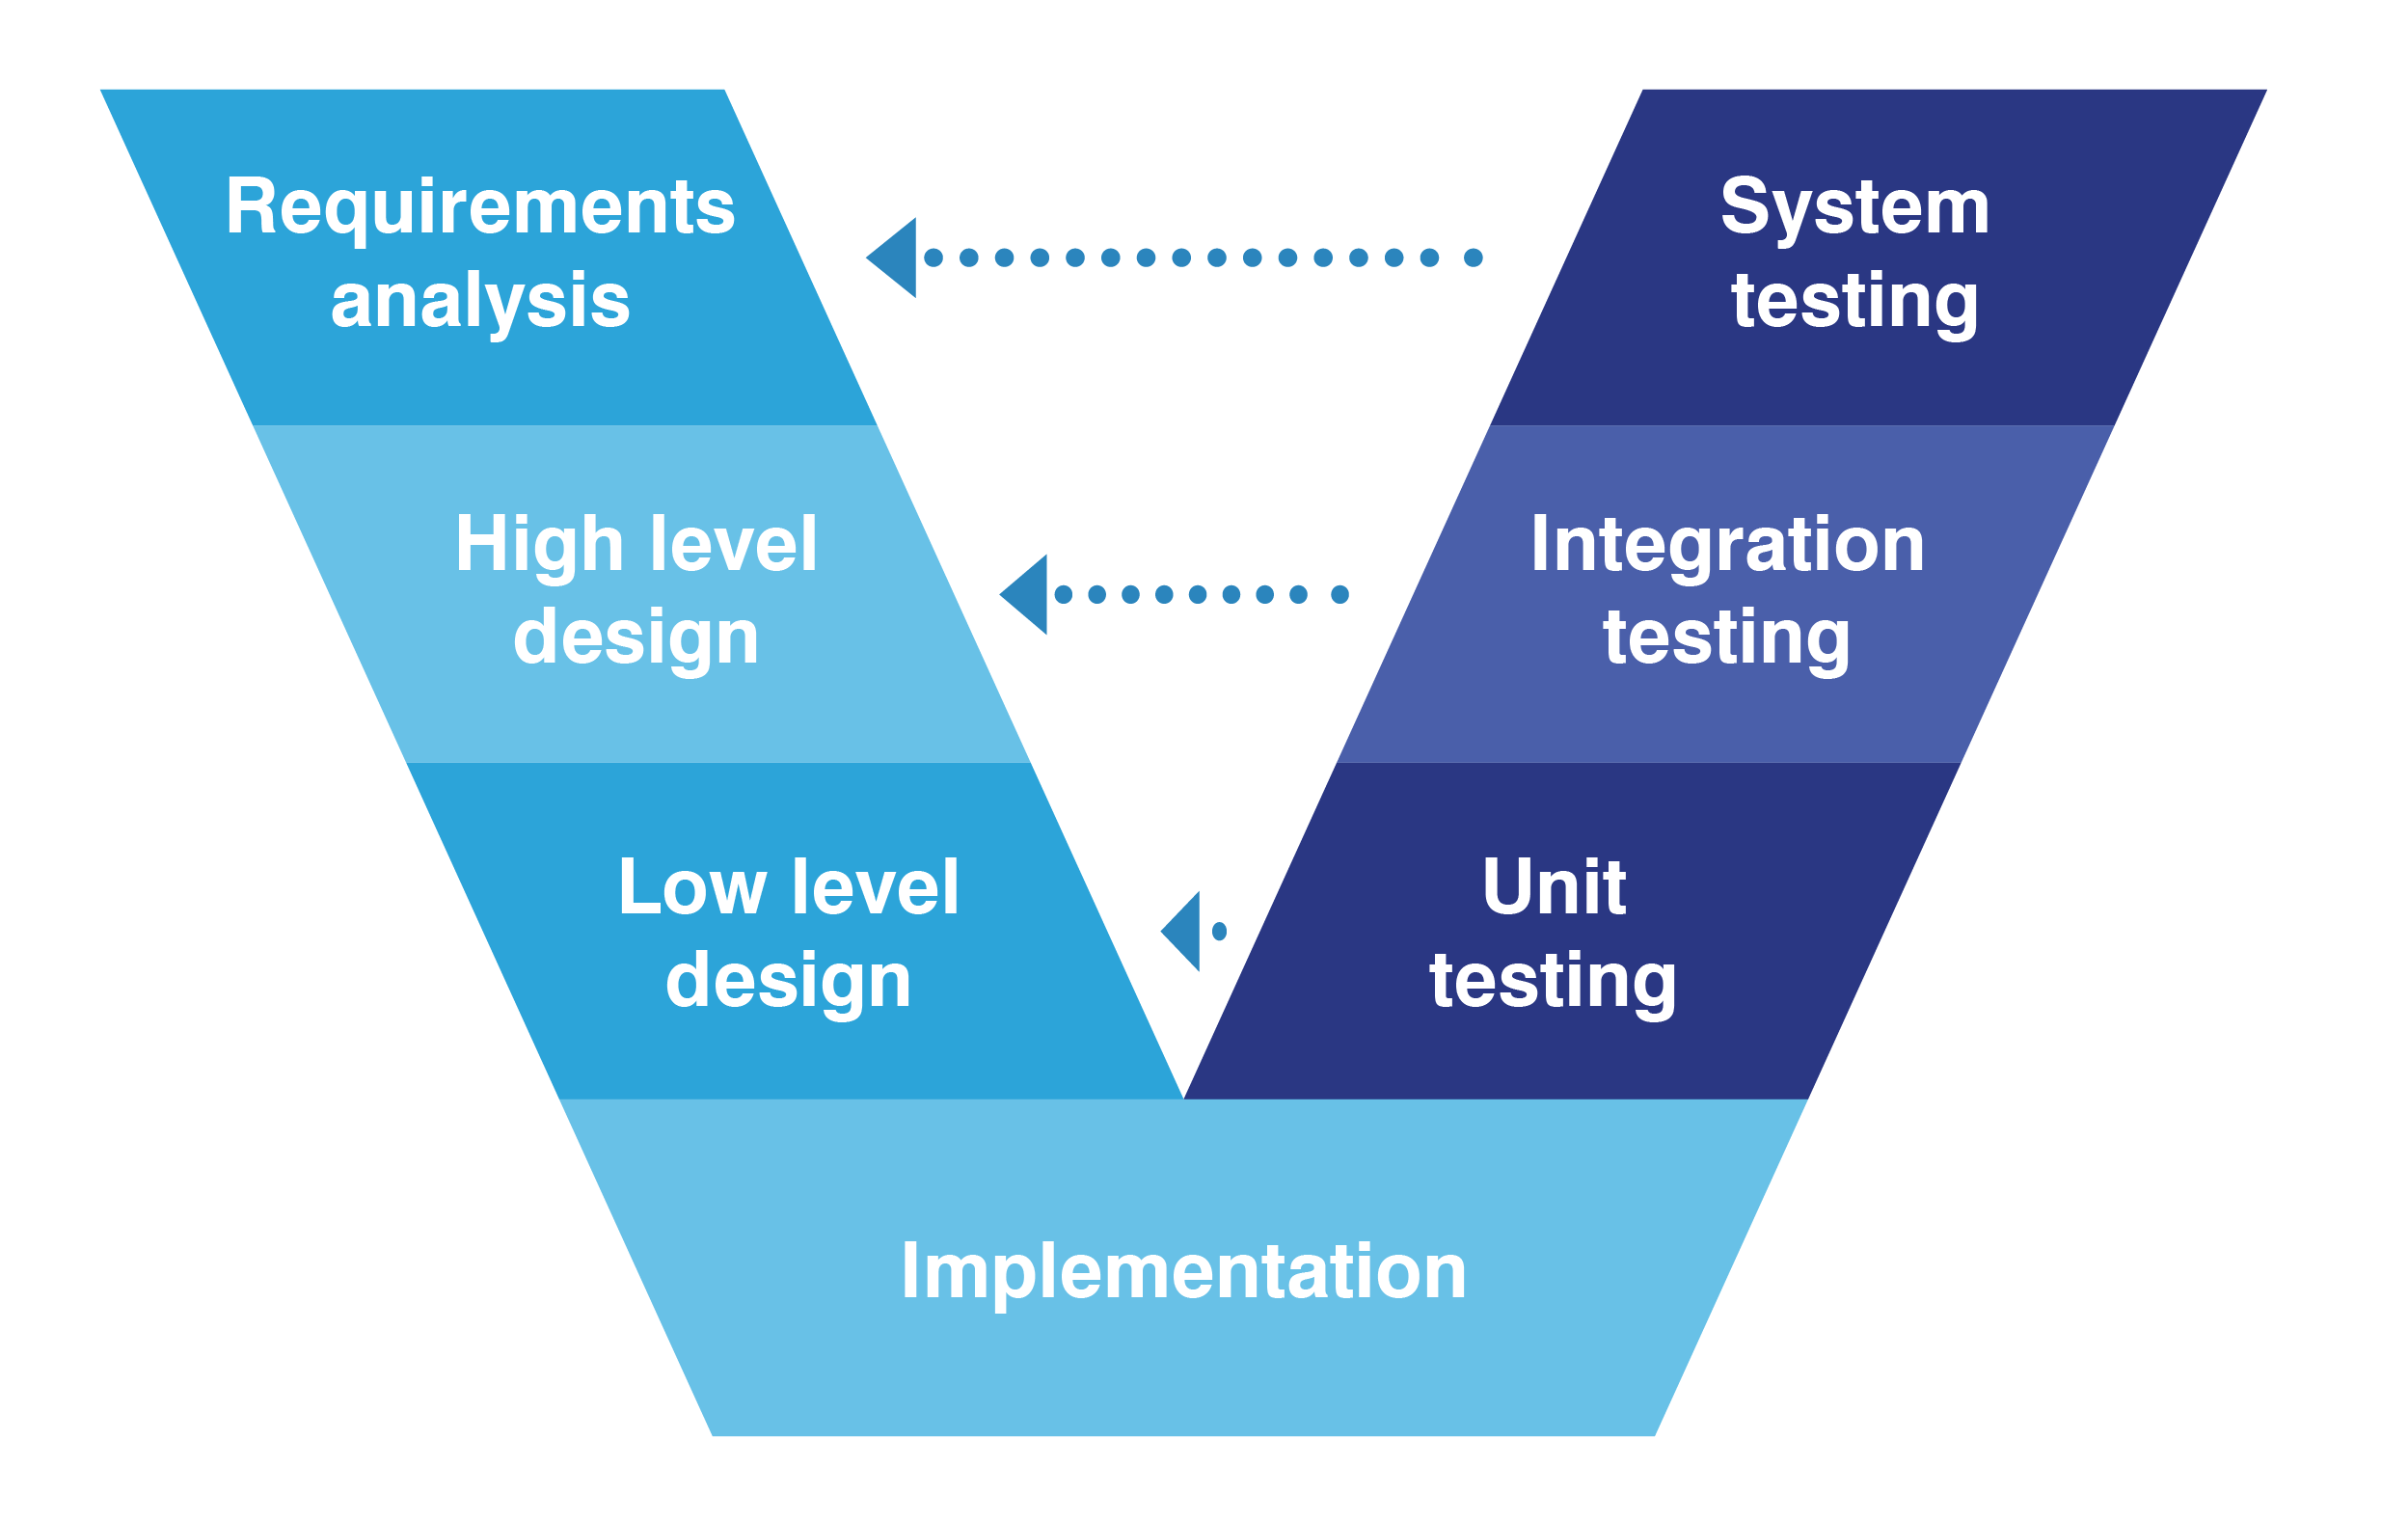 Requirements
analysis
System
testing
High level
design
Integration
testing
Low level
design
Unit
testing
Implementation